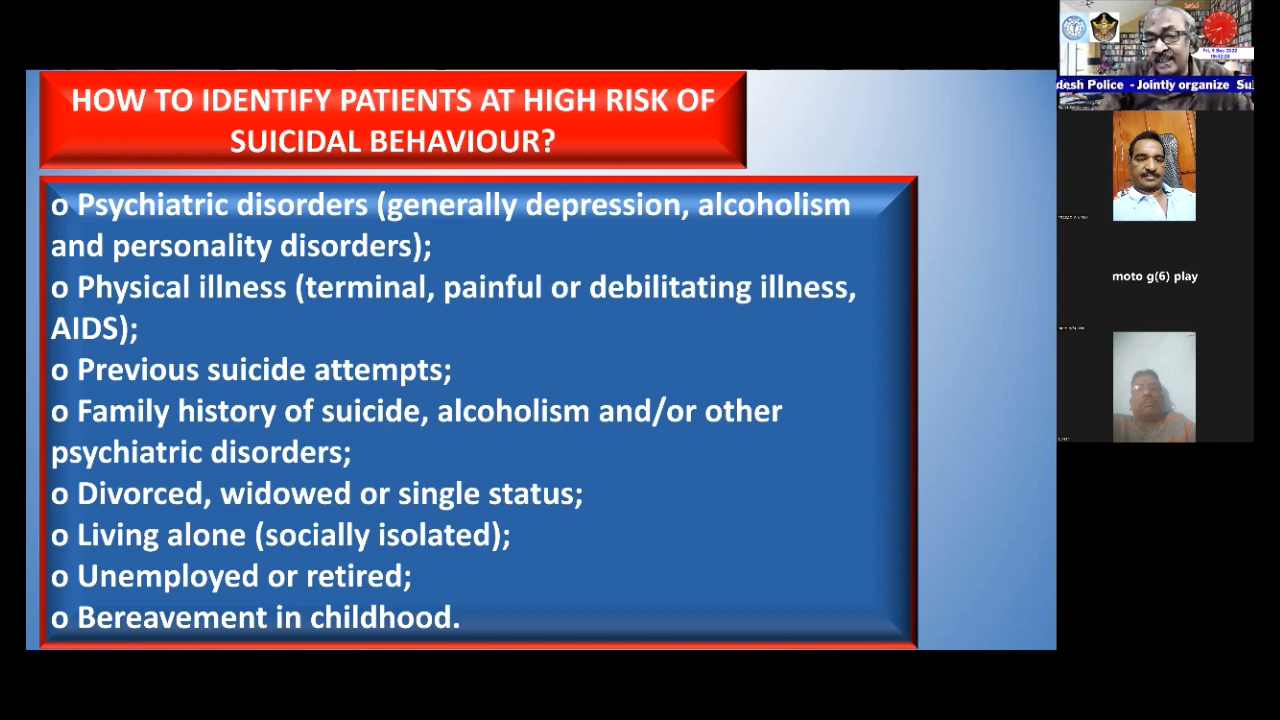 HOW TO IDENTIFY PATIENTS AT HIGH RISK OF
SUICIDAL BEHAVIOUR?
o Psychiatric disorders (generally depression, alcoholism
and personality disorders);
o Physical illness (terminal, painful or debilitating illness,
AIDS);
o Previous suicide attempts;
o Family history of suicide, alcoholism and/or other
psychiatric disorders;
o Divorced, widowed or single status;
o Living alone (socially isolated);
o Unemployed or retired;
o Bereavement in childhood.
desh Police - Jointly organize Su
moto g(6) play